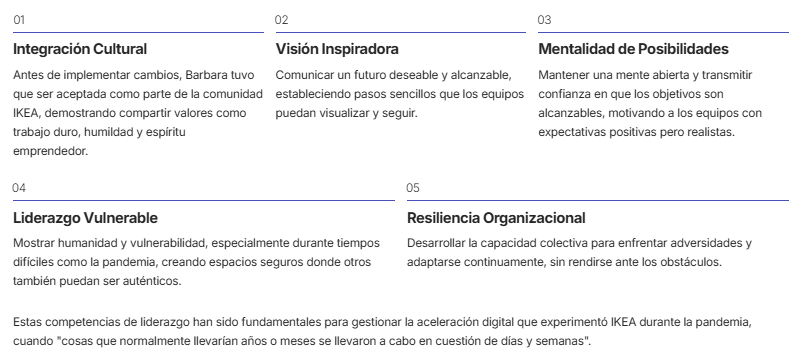 01
Integración Cultural
Antes de implementar cambios, Barbara tuvo
que ser aceptada como parte de la comunidad
IKEA, demostrando compartir valores como
trabajo duro, humildad y espíritu
emprendedor.
02
Visión Inspiradora
Comunicar un futuro deseable y alcanzable,
estableciendo pasos sencillos que los equipos
puedan visualizar y seguir.
03
Mentalidad de Posibilidades
Mantener una mente abierta y transmitir
confianza en que los objetivos son
alcanzables, motivando a los equipos con
expectativas positivas pero realistas.
04
Liderazgo Vulnerable
Mostrar humanidad y vulnerabilidad, especialmente durante tiempos
difíciles como la pandemia, creando espacios seguros donde otros
también puedan ser auténticos.
05
Resiliencia Organizacional
Desarrollar la capacidad colectiva para enfrentar adversidades y
adaptarse continuamente, sin rendirse ante los obstáculos.
Estas competencias de liderazgo han sido fundamentales para gestionar la aceleración digital que experimentó IKEA durante la pandemia,
cuando "cosas que normalmente llevarían años o meses se llevaron a cabo en cuestión de días y semanas".